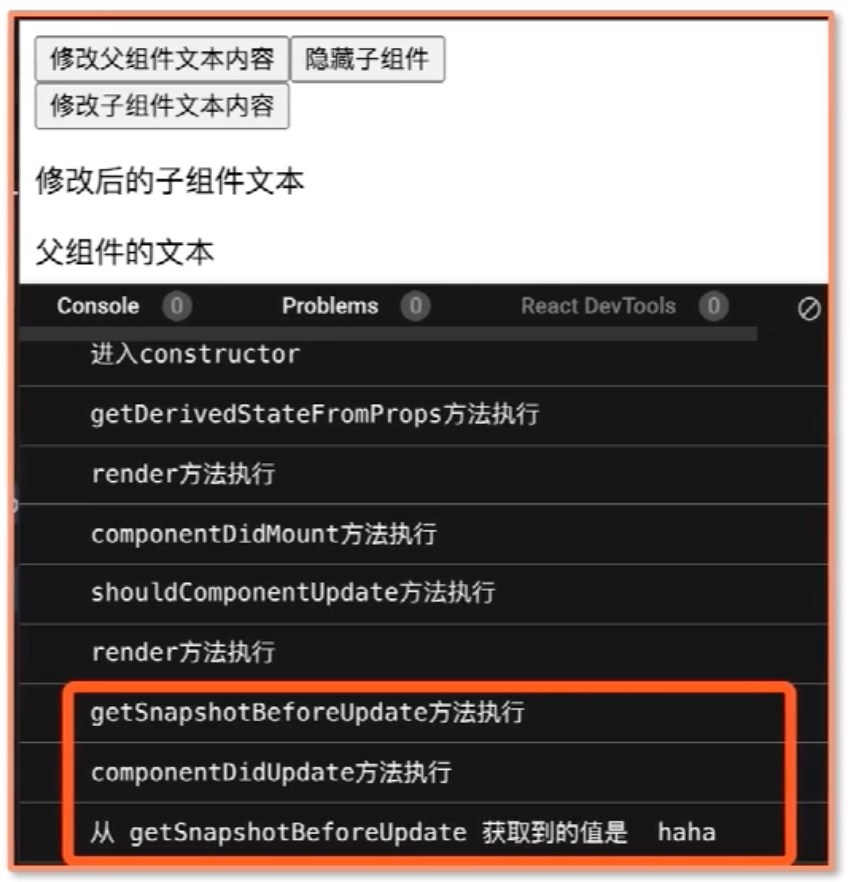 修改父组件文本内容 隐藏子组件
修改子组件文本内容
修改后的子组件文本
父组件的文本
Console 0 Problems 0 React DevTools 0
进入constructor
getDerivedStateFromProps方法执行
render方法执行
componentDidMount方法执行
shouldComponentUpdate方法执行
render方法执行
getSnapshotBeforeUpdate方法执行
componentDidUpdate方法执行
从 getSnapshotBeforeUpdate 获取到的值是 haha